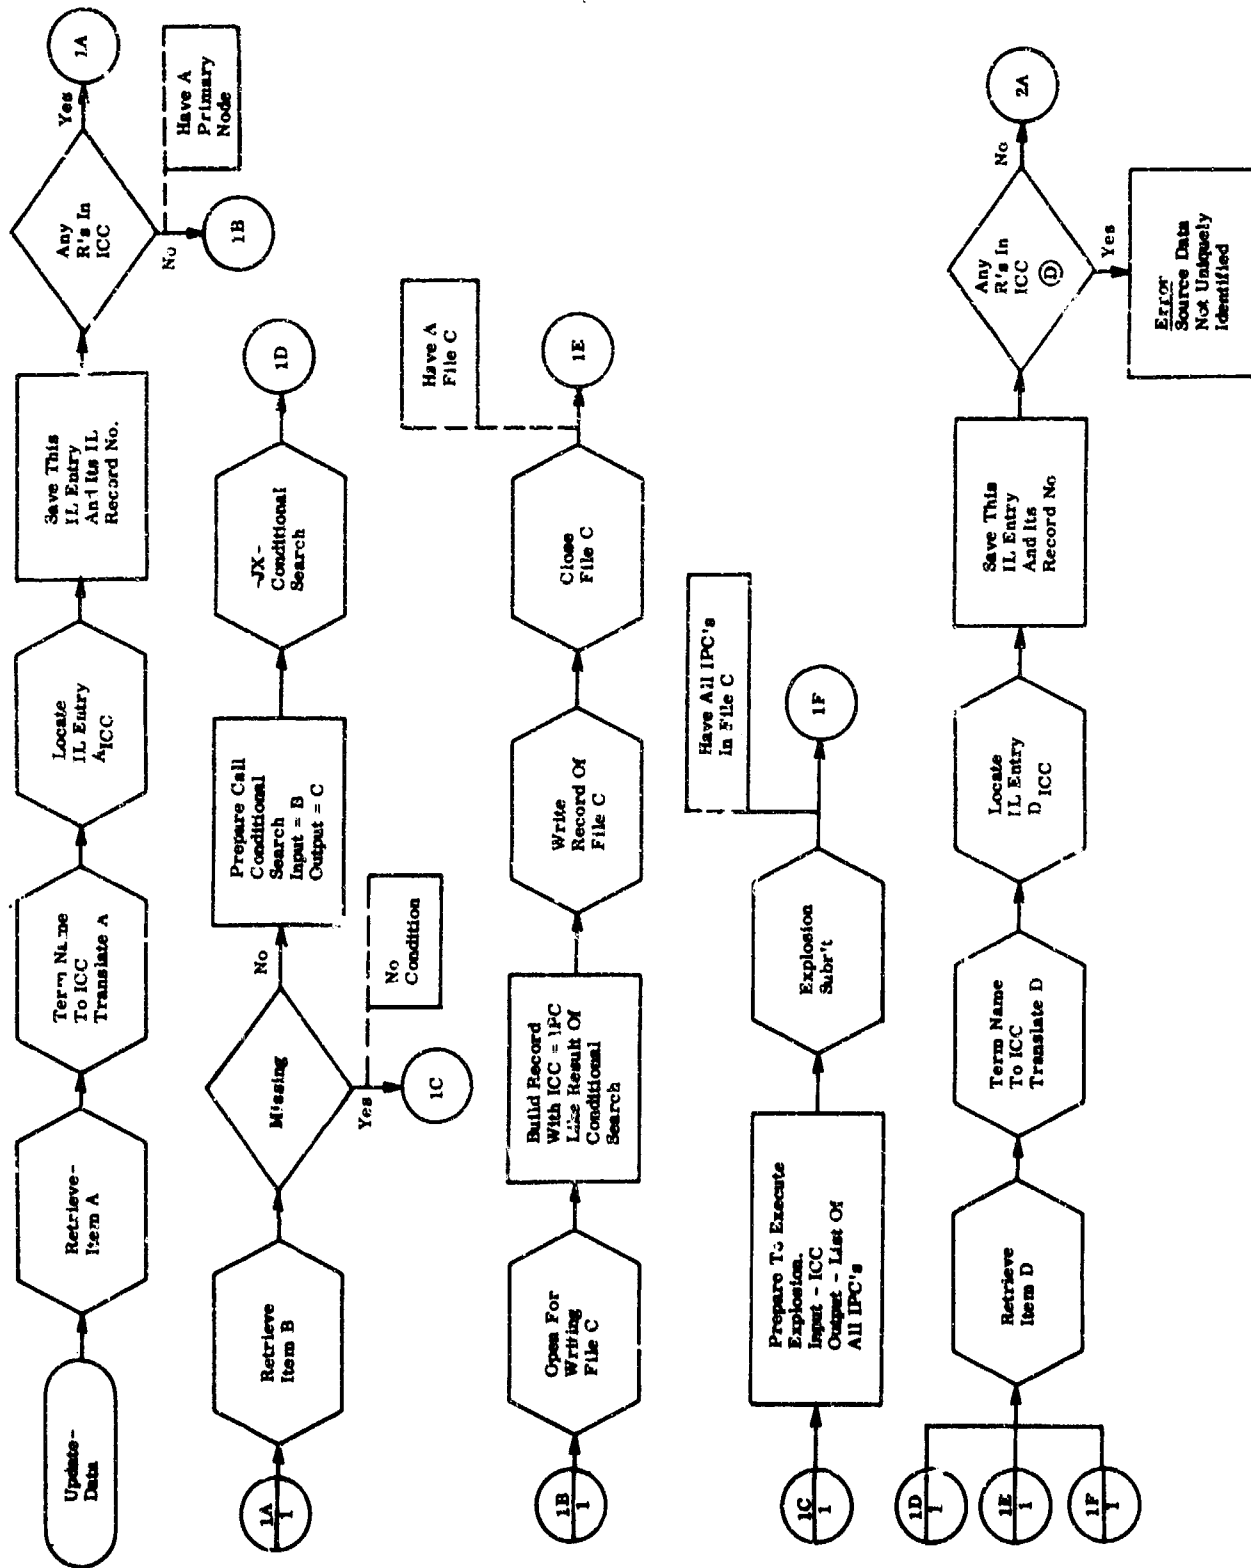 Update-
Data
Retrieve-
Item A
Term Name
To ICC
Translate A
Locate
IL Entry
AICC
Save This
IL Entry
And Its IL
Record No.
Any
R's In
ICC
Yes
1A
No
1B
Have A
Primary
Node
1A
1
Retrieve
Item B
Missing
No
Yes
1C
No
Condition
Prepare Call
Conditional
Search
Input = B
Output = C
-JX-
Conditional
Search
1D
1B
1
Open For
Writing
File C
Build Record
With ICC = IPC
Like Result Of
Conditional
Search
Write
Record Of
File C
Close
File C
Have A
File C
1E
1C
1
Prepare To Execute
Explosion.
Input - ICC
Output - List Of
All IPC's
Explosion
Subr't
Have All IPC's
In File C
1F
1D
1
1E
1
1F
1
Retrieve
Item D
Term Name
To ICC
Translate D
Locate
IL Entry
D ICC
Save This
IL Entry
And Its
Record No
Any
R's In
ICC
D
No
2A
Yes
Error
Source Data
Not Uniquely
Identified